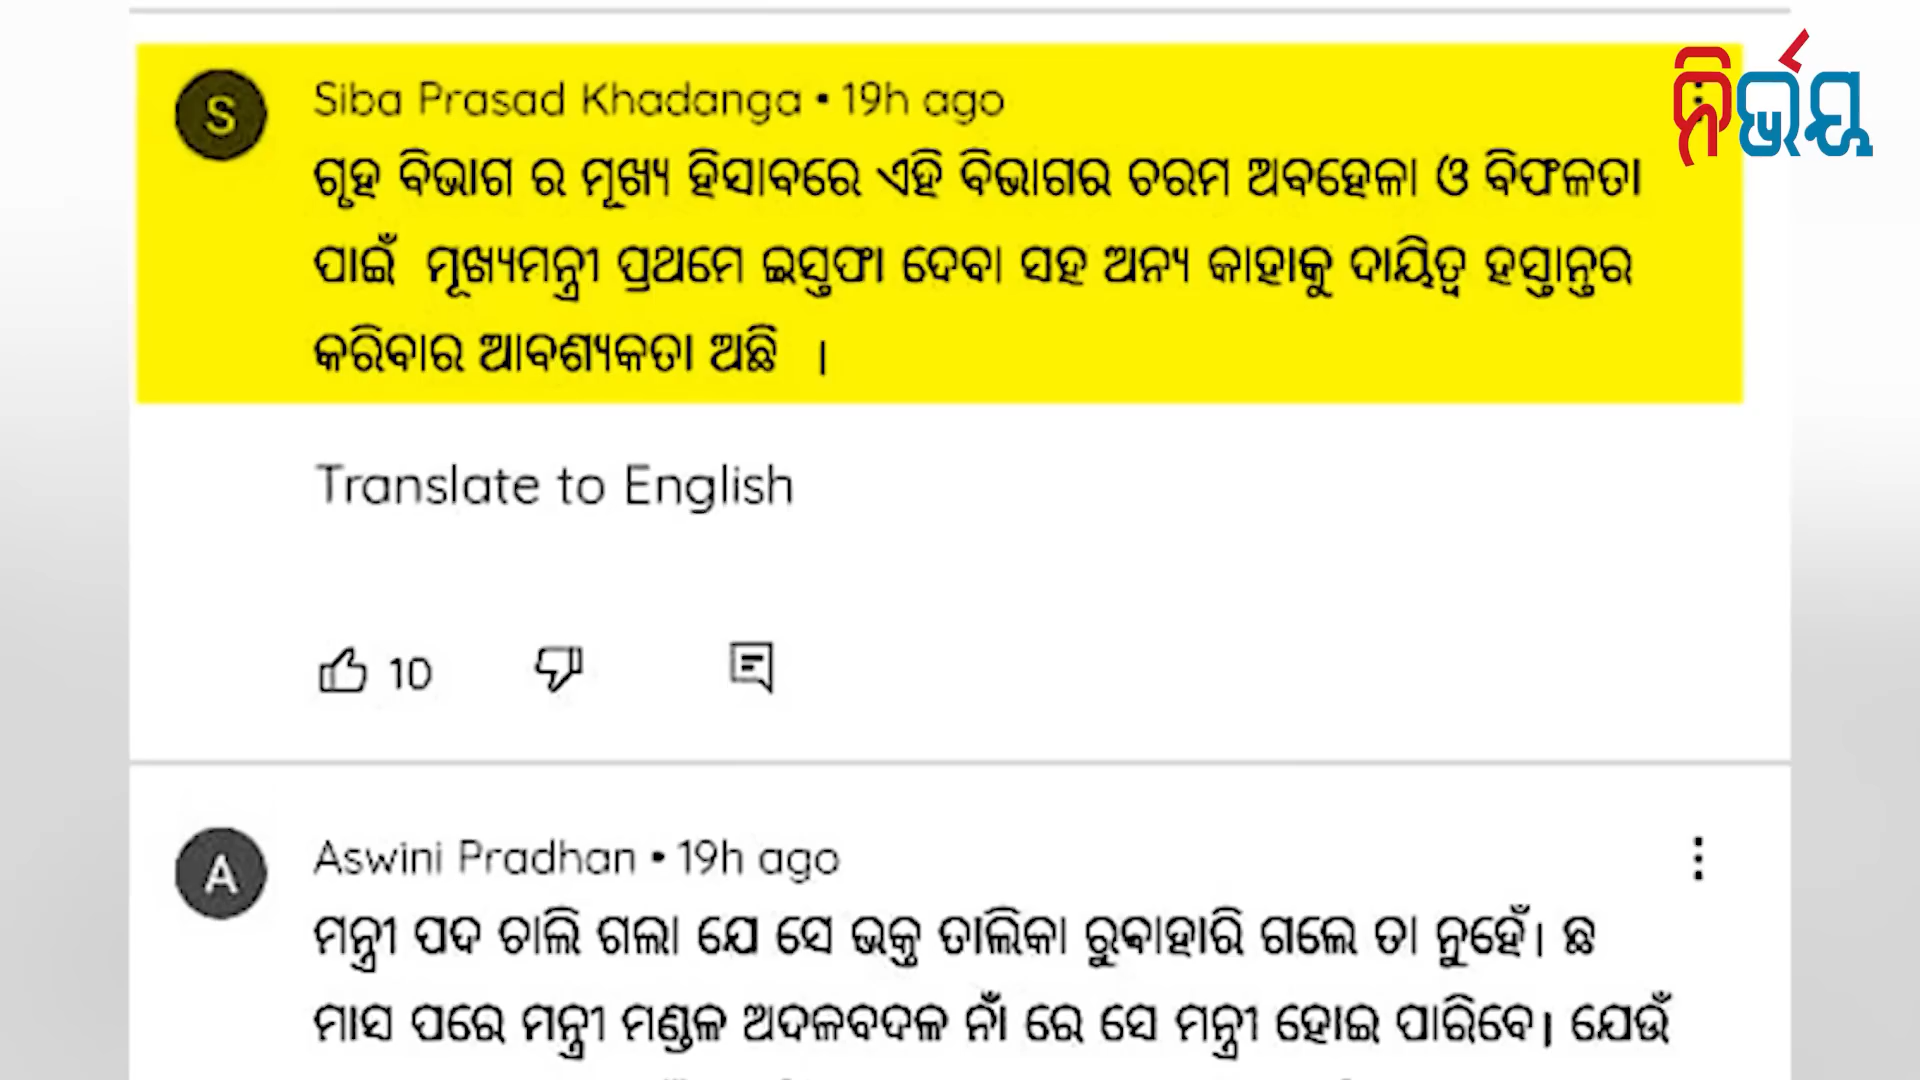 ନିର୍ଭୟ
S
Siba Prasad Khadanga • 19h ago
ଗୃହ ବିଭାଗ ର ମୂଖ୍ୟ ହିସାବରେ ଏହି ବିଭାଗର ଚରମ ଅବହେଳା ଓ ବିଫଳତା
ପାଇଁ ମୂଖ୍ୟମନ୍ତ୍ରୀ ପ୍ରଥମେ ଇସ୍ତଫା ଦେବା ସହ ଅନ୍ୟ କାହାକୁ ଦାୟିତ୍ୱ ହସ୍ତାନ୍ତର
କରିବାର ଆବଶ୍ୟକତା ଅଛି ।
Translate to English
10
A
Aswini Pradhan • 19h ago
ମନ୍ତ୍ରୀ ପଦ ଚାଲି ଗଲା ଯେ ସେ ଭକ୍ତ ତାଲିକା ରୁବାହାରି ଗଲେ ତା ନୁହେଁ। ଛ
ମାସ ପରେ ମନ୍ତ୍ରୀ ମଣ୍ଡଳ ଅଦଳବଦଳ ନାଁ ରେ ସେ ମନ୍ତ୍ରୀ ହୋଇ ପାରିବେ। ଯେଉଁ